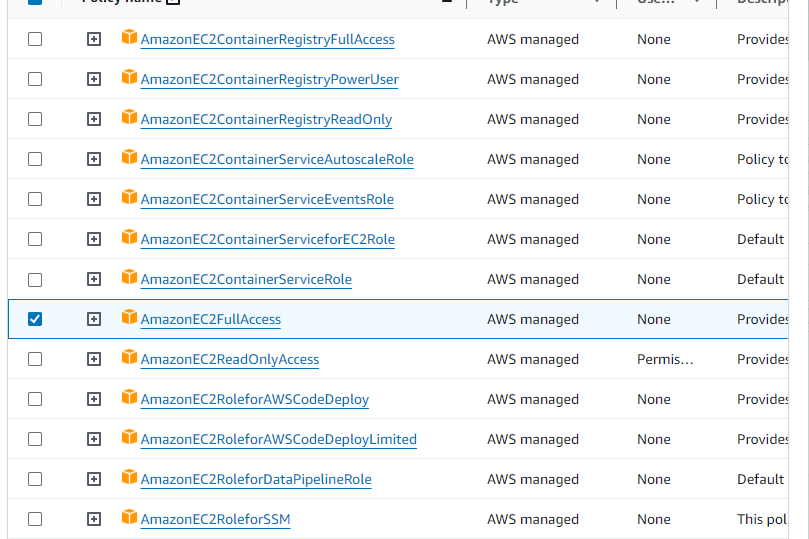 Policy name Type Use... Descript
AmazonEC2ContainerRegistryFullAccess AWS managed None Provides
AmazonEC2ContainerRegistryPowerUser AWS managed None Provides
AmazonEC2ContainerRegistryReadOnly AWS managed None Provides
AmazonEC2ContainerServiceAutoscaleRole AWS managed None Policy to
AmazonEC2ContainerServiceEventsRole AWS managed None Policy to
AmazonEC2ContainerServiceforEC2Role AWS managed None Default
AmazonEC2ContainerServiceRole AWS managed None Default
AmazonEC2FullAccess AWS managed None Provides
AmazonEC2ReadOnlyAccess AWS managed Permis... Provides
AmazonEC2RoleforAWSCodeDeploy AWS managed None Provides
AmazonEC2RoleforAWSCodeDeployLimited AWS managed None Provides
AmazonEC2RoleforDataPipelineRole AWS managed None Default
AmazonEC2RoleforSSM AWS managed None This pol